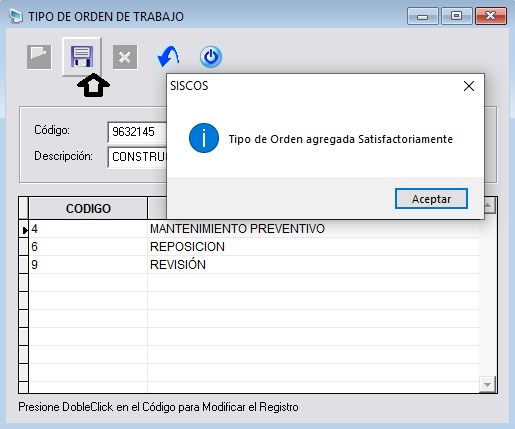 TIPO DE ORDEN DE TRABAJO
SISCOS
Tipo de Orden agregada Satisfactoriamente
Aceptar
Código: 9632145
Descripción:
CODIGO
4 MANTENIMIENTO PREVENTIVO
6 REPOSICION
9 REVISIÓN
Presione DobleClick en el Código para Modificar el Registro